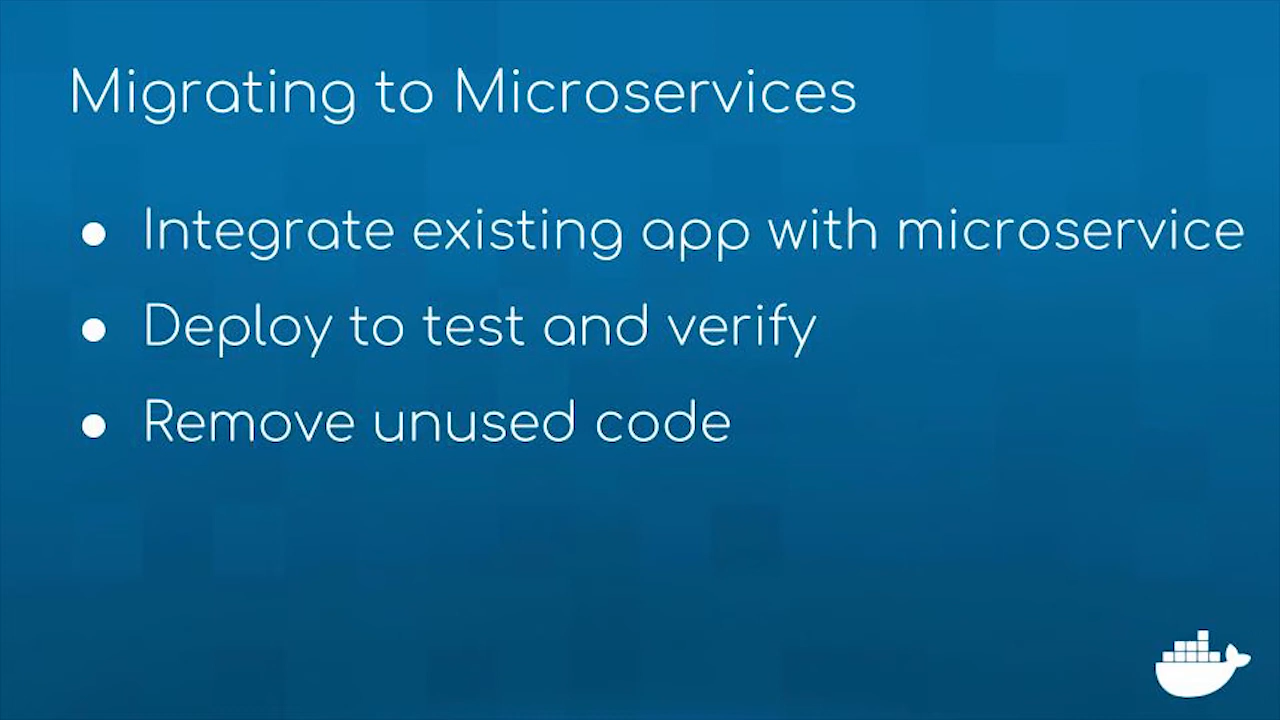 Migrating to Microservices
● Integrate existing app with microservice
● Deploy to test and verify
● Remove unused code